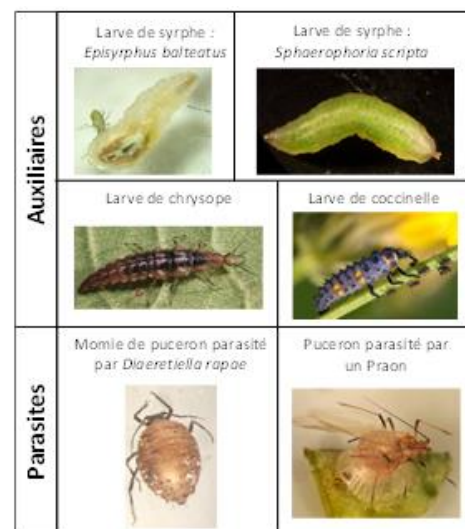 Auxiliaires
Larve de syrphe :
Episyrphus balteatus
Larve de syrphe :
Sphaerophoria scripta
Larve de chrysope
Larve de coccinelle
Parasites
Momie de puceron parasité
par Diaeretiella rapae
Puceron parasité par
un Praon